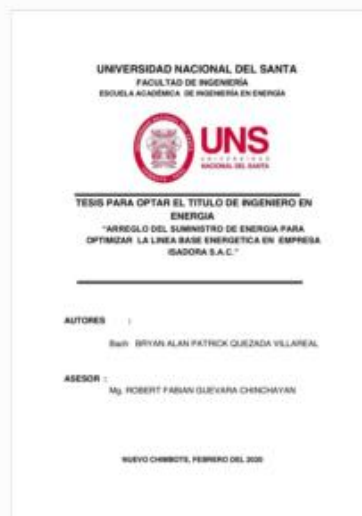 UNIVERSIDAD NACIONAL DEL SANTA
FACULTAD DE INGENIERÍA
ESCUELA ACADÉMICA DE INGENIERÍA EN ENERGÍA
UNS
UNIVERSIDAD
NACIONAL DEL SANTA
TESIS PARA OPTAR EL TITULO DE INGENIERO EN
ENERGIA
"ARREGLO DEL SUMINISTRO DE ENERGIA PARA
OPTIMIZAR LA LINEA BASE ENERGETICA EN EMPRESA
ISADORA S.A.C."
AUTORES :
Bach BRYAN ALAN PATRICK QUEZADA VILLAREAL
ASESOR :
Mg. ROBERT FABIAN GUEVARA CHINCHAYAN
NUEVO CHIMBOTE, FEBRERO DEL 2020